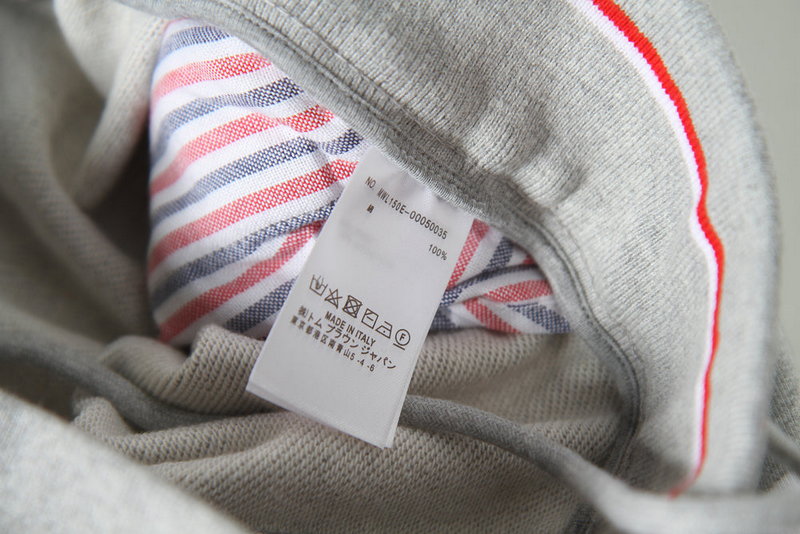 NO. MWL150E-00050035
綿 100%
MADE IN ITALY
㈱トム ブラウン ジャパン
東京都港区南青山5-4-6